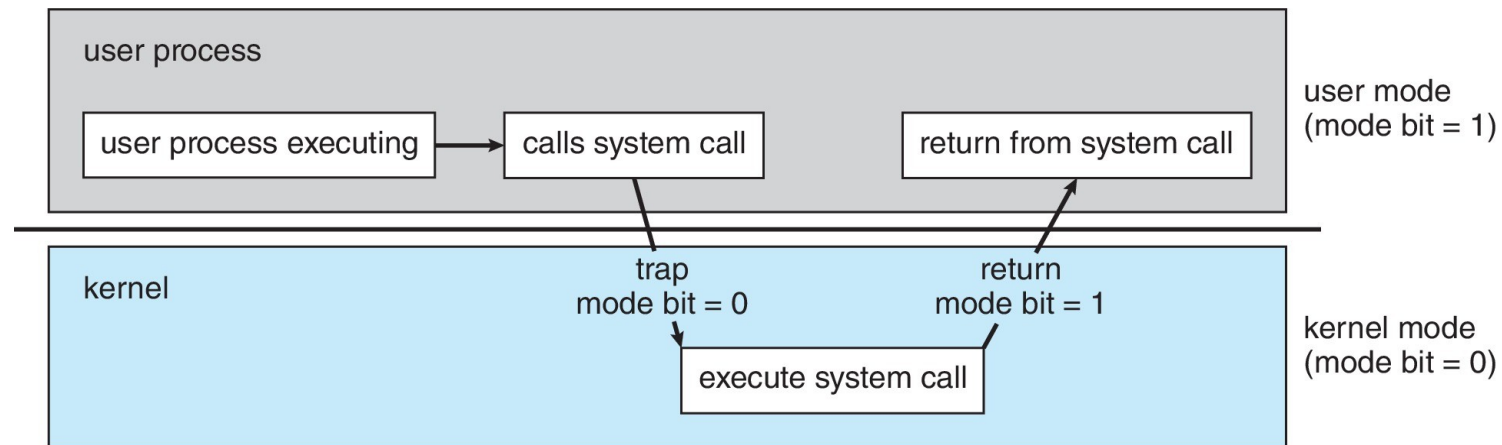 user process
user process executing
calls system call
return from system call
user mode
(mode bit = 1)
kernel
trap
mode bit = 0
return
mode bit = 1
execute system call
kernel mode
(mode bit = 0)